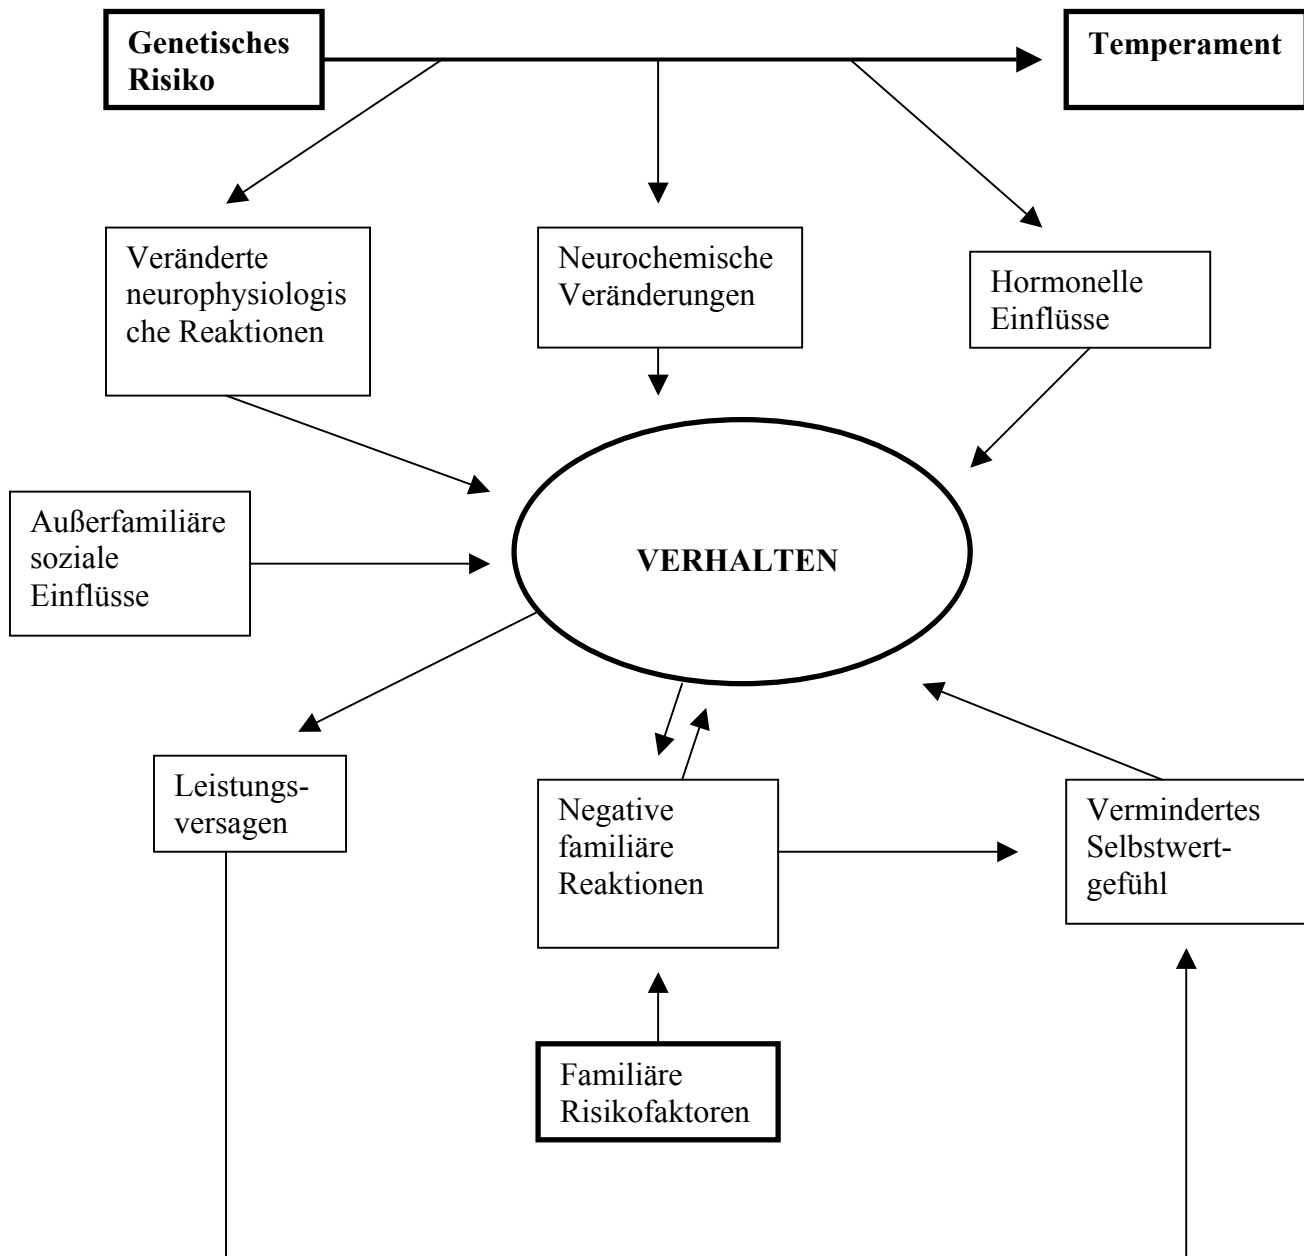 Genetisches
Risiko
Temperament
Veränderte
neurophysiologis
che Reaktionen
Neurochemische
Veränderungen
Hormonelle
Einflüsse
Außerfamiliäre
soziale
Einflüsse
VERHALTEN
Leistungs-
versagen
Negative
familiäre
Reaktionen
Vermindertes
Selbstwert-
gefühl
Familiäre
Risikofaktoren